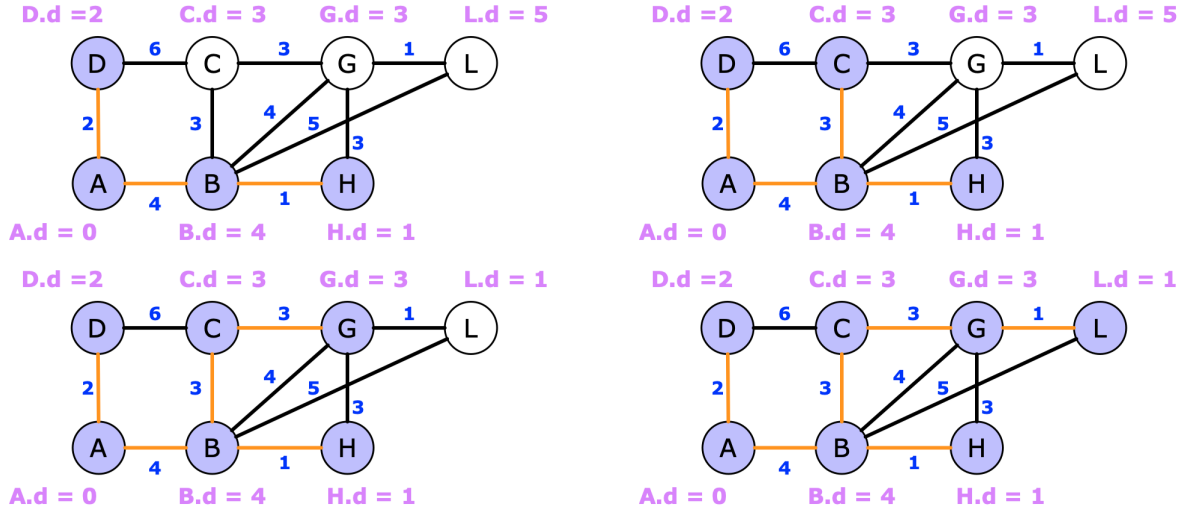 D.d =2 C.d = 3 G.d = 3 L.d = 5
6 3 1
D C G L
2 3 4 5 3
A B H
4 1
A.d = 0 B.d = 4 H.d = 1
D.d =2 C.d = 3 G.d = 3 L.d = 5
6 3 1
D C G L
2 3 4 5 3
A B H
4 1
A.d = 0 B.d = 4 H.d = 1
D.d =2 C.d = 3 G.d = 3 L.d = 1
6 3 1
D C G L
2 3 4 5 3
A B H
4 1
A.d = 0 B.d = 4 H.d = 1
D.d =2 C.d = 3 G.d = 3 L.d = 1
6 3 1
D C G L
2 3 4 5 3
A B H
4 1
A.d = 0 B.d = 4 H.d = 1